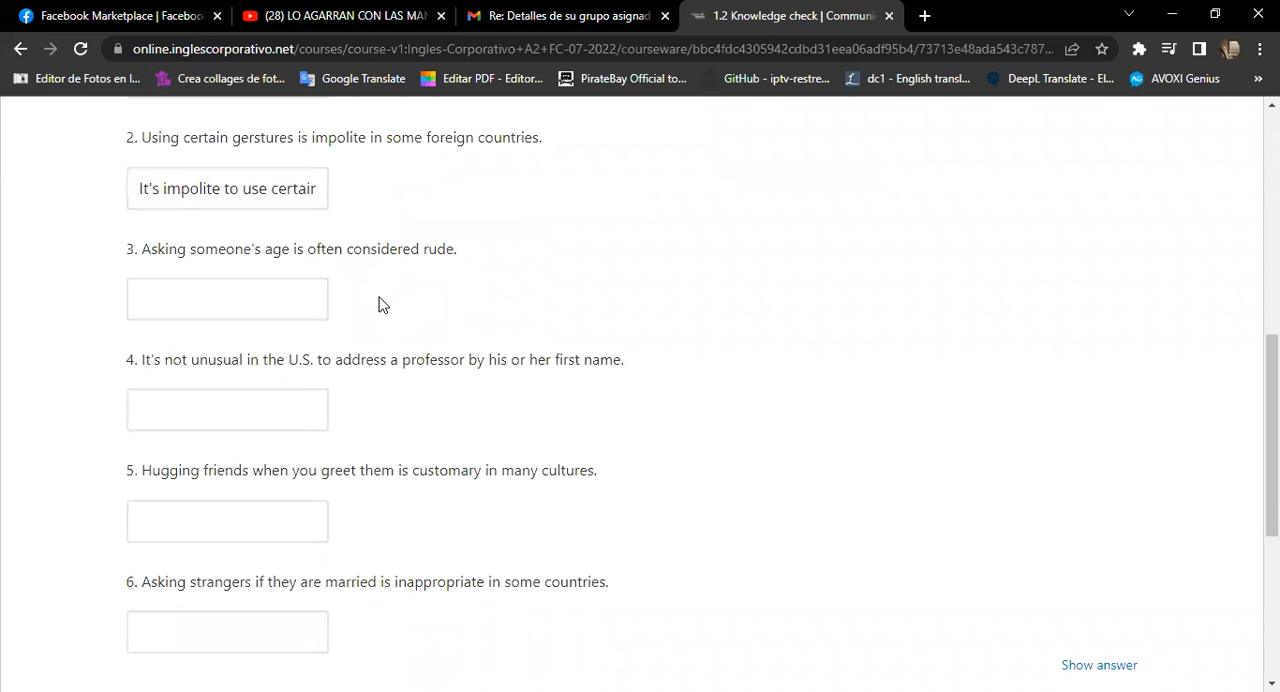 Facebook Marketplace | Faceboo
(28) LO AGARRAN CON LAS MAN
Re: Detalles de su grupo asignad
1.2 Knowledge check | Communi
online.inglescorporativo.net/courses/course-v1:Ingles-Corporativo+A2+FC-07-2022/courseware/bbc4fdc4305942cdbd31eea06adf95b4/73713e48ada543c787...
Editor de Fotos en l...
Crea collages de fot...
Google Translate
Editar PDF - Editor...
PirateBay Official to...
GitHub - iptv-restre...
dc1 - English transl...
DeepL Translate - El...
AVOXI Genius
»
2. Using certain gerstures is impolite in some foreign countries.
It's impolite to use certair
3. Asking someone's age is often considered rude.
4. It's not unusual in the U.S. to address a professor by his or her first name.
5. Hugging friends when you greet them is customary in many cultures.
6. Asking strangers if they are married is inappropriate in some countries.
Show answer